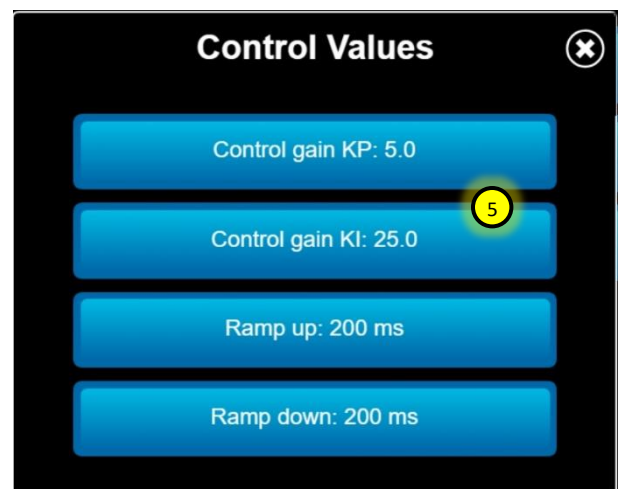 Control Values
Control gain KP: 5.0
5
Control gain KI: 25.0
Ramp up: 200 ms
Ramp down: 200 ms